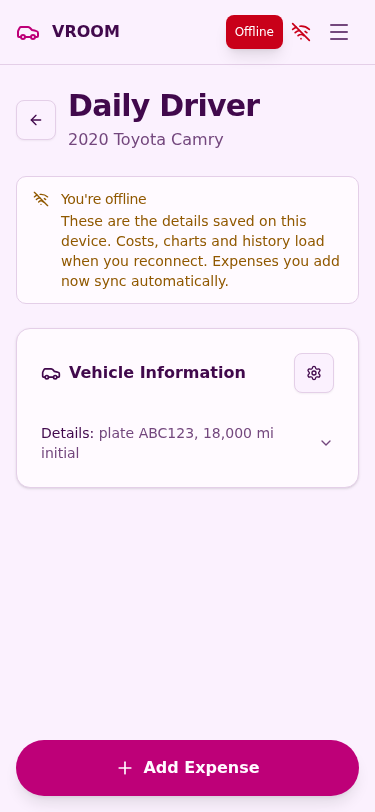 VROOM
Offline
Daily Driver
2020 Toyota Camry
You're offline
These are the details saved on this
device. Costs, charts and history load
when you reconnect. Expenses you add
now sync automatically.
Vehicle Information
Details: plate ABC123, 18,000 mi
initial
Add Expense